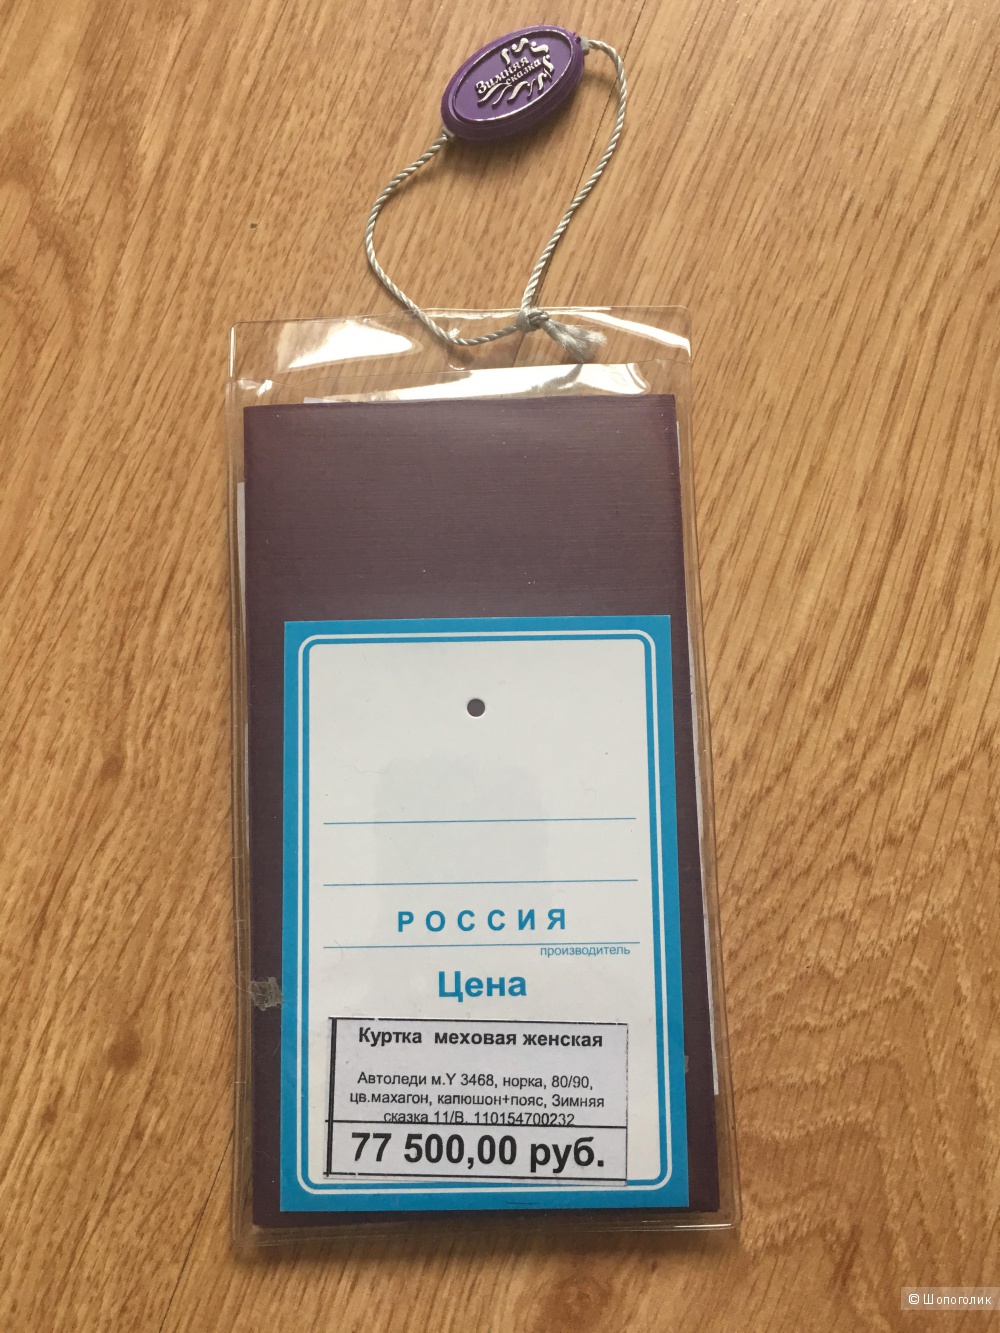 Зимняя
сказка
РОССИЯ
производитель
Цена
Куртка меховая женская
Автоледи м.Y 3468, норка, 80/90,
цв.махагон, капюшон+пояс, Зимняя
сказка 11/В, 110154700232
77 500,00 руб.
© Шопоголик